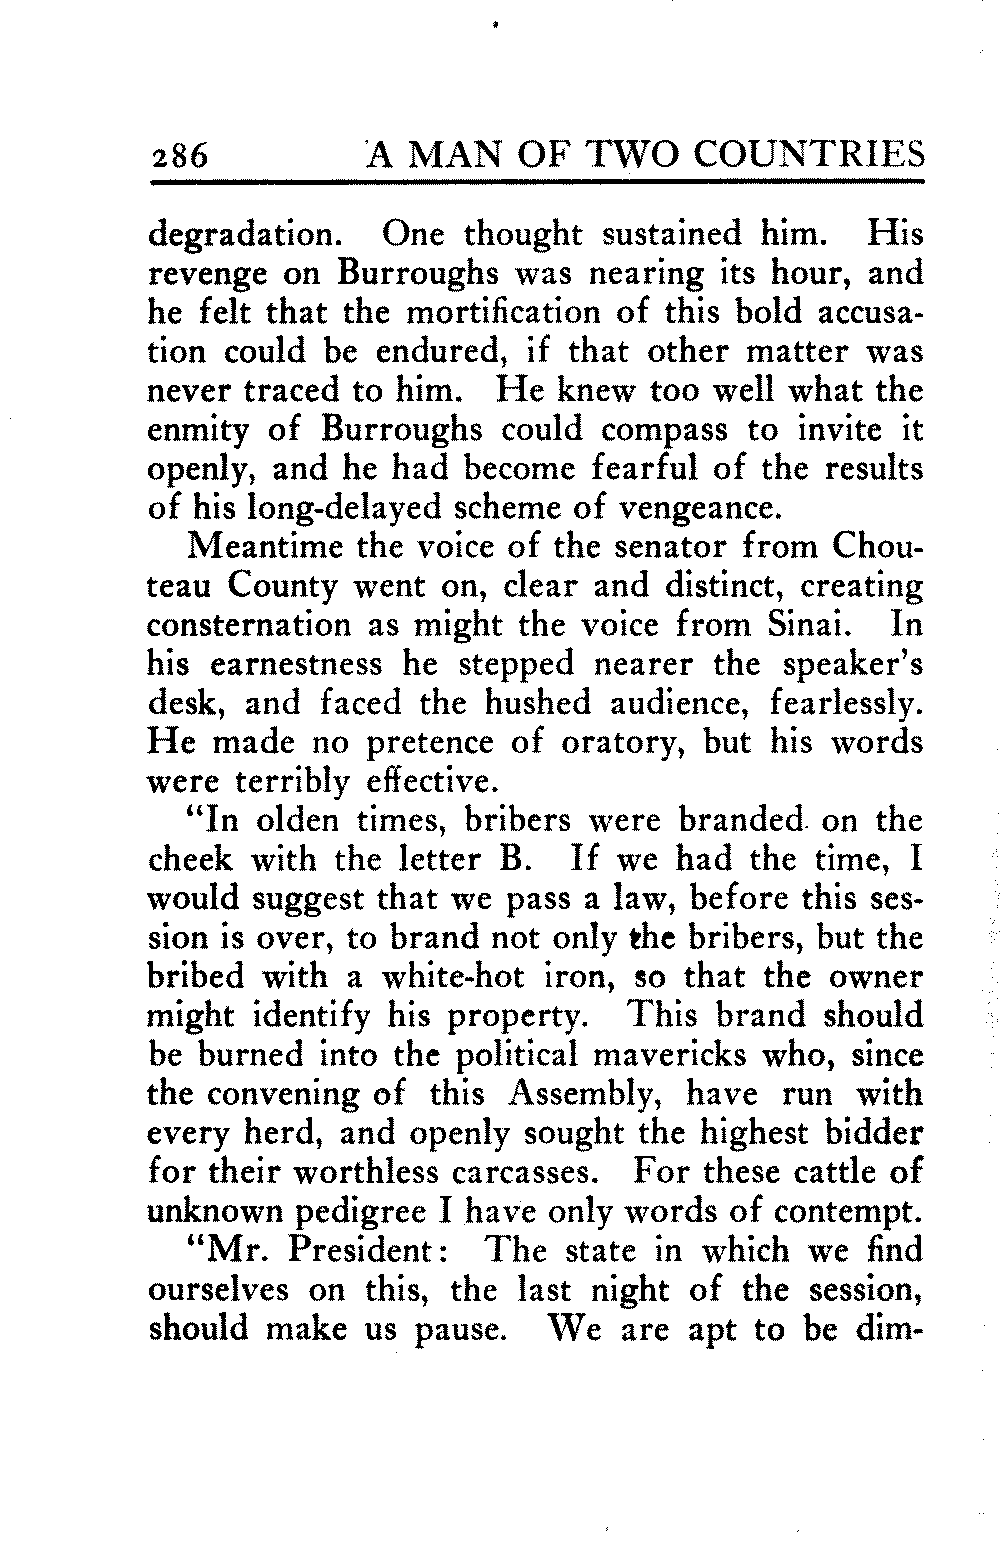 286 A MAN OF TWO COUNTRIES
degradation. One thought sustained him. His
revenge on Burroughs was nearing its hour, and
he felt that the mortification of this bold accusa-
tion could be endured, if that other matter was
never traced to him. He knew too well what the
enmity of Burroughs could compass to invite it
openly, and he had become fearful of the results
of his long-delayed scheme of vengeance.
Meantime the voice of the senator from Chou-
teau County went on, clear and distinct, creating
consternation as might the voice from Sinai. In
his earnestness he stepped nearer the speaker's
desk, and faced the hushed audience, fearlessly.
He made no pretence of oratory, but his words
were terribly effective.
"In olden times, bribers were branded on the
cheek with the letter B. If we had the time, I
would suggest that we pass a law, before this ses-
sion is over, to brand not only the bribers, but the
bribed with a white-hot iron, so that the owner
might identify his property. This brand should
be burned into the political mavericks who, since
the convening of this Assembly, have run with
every herd, and openly sought the highest bidder
for their worthless carcasses. For these cattle of
unknown pedigree I have only words of contempt.
"Mr. President: The state in which we find
ourselves on this, the last night of the session,
should make us pause. We are apt to be dim-